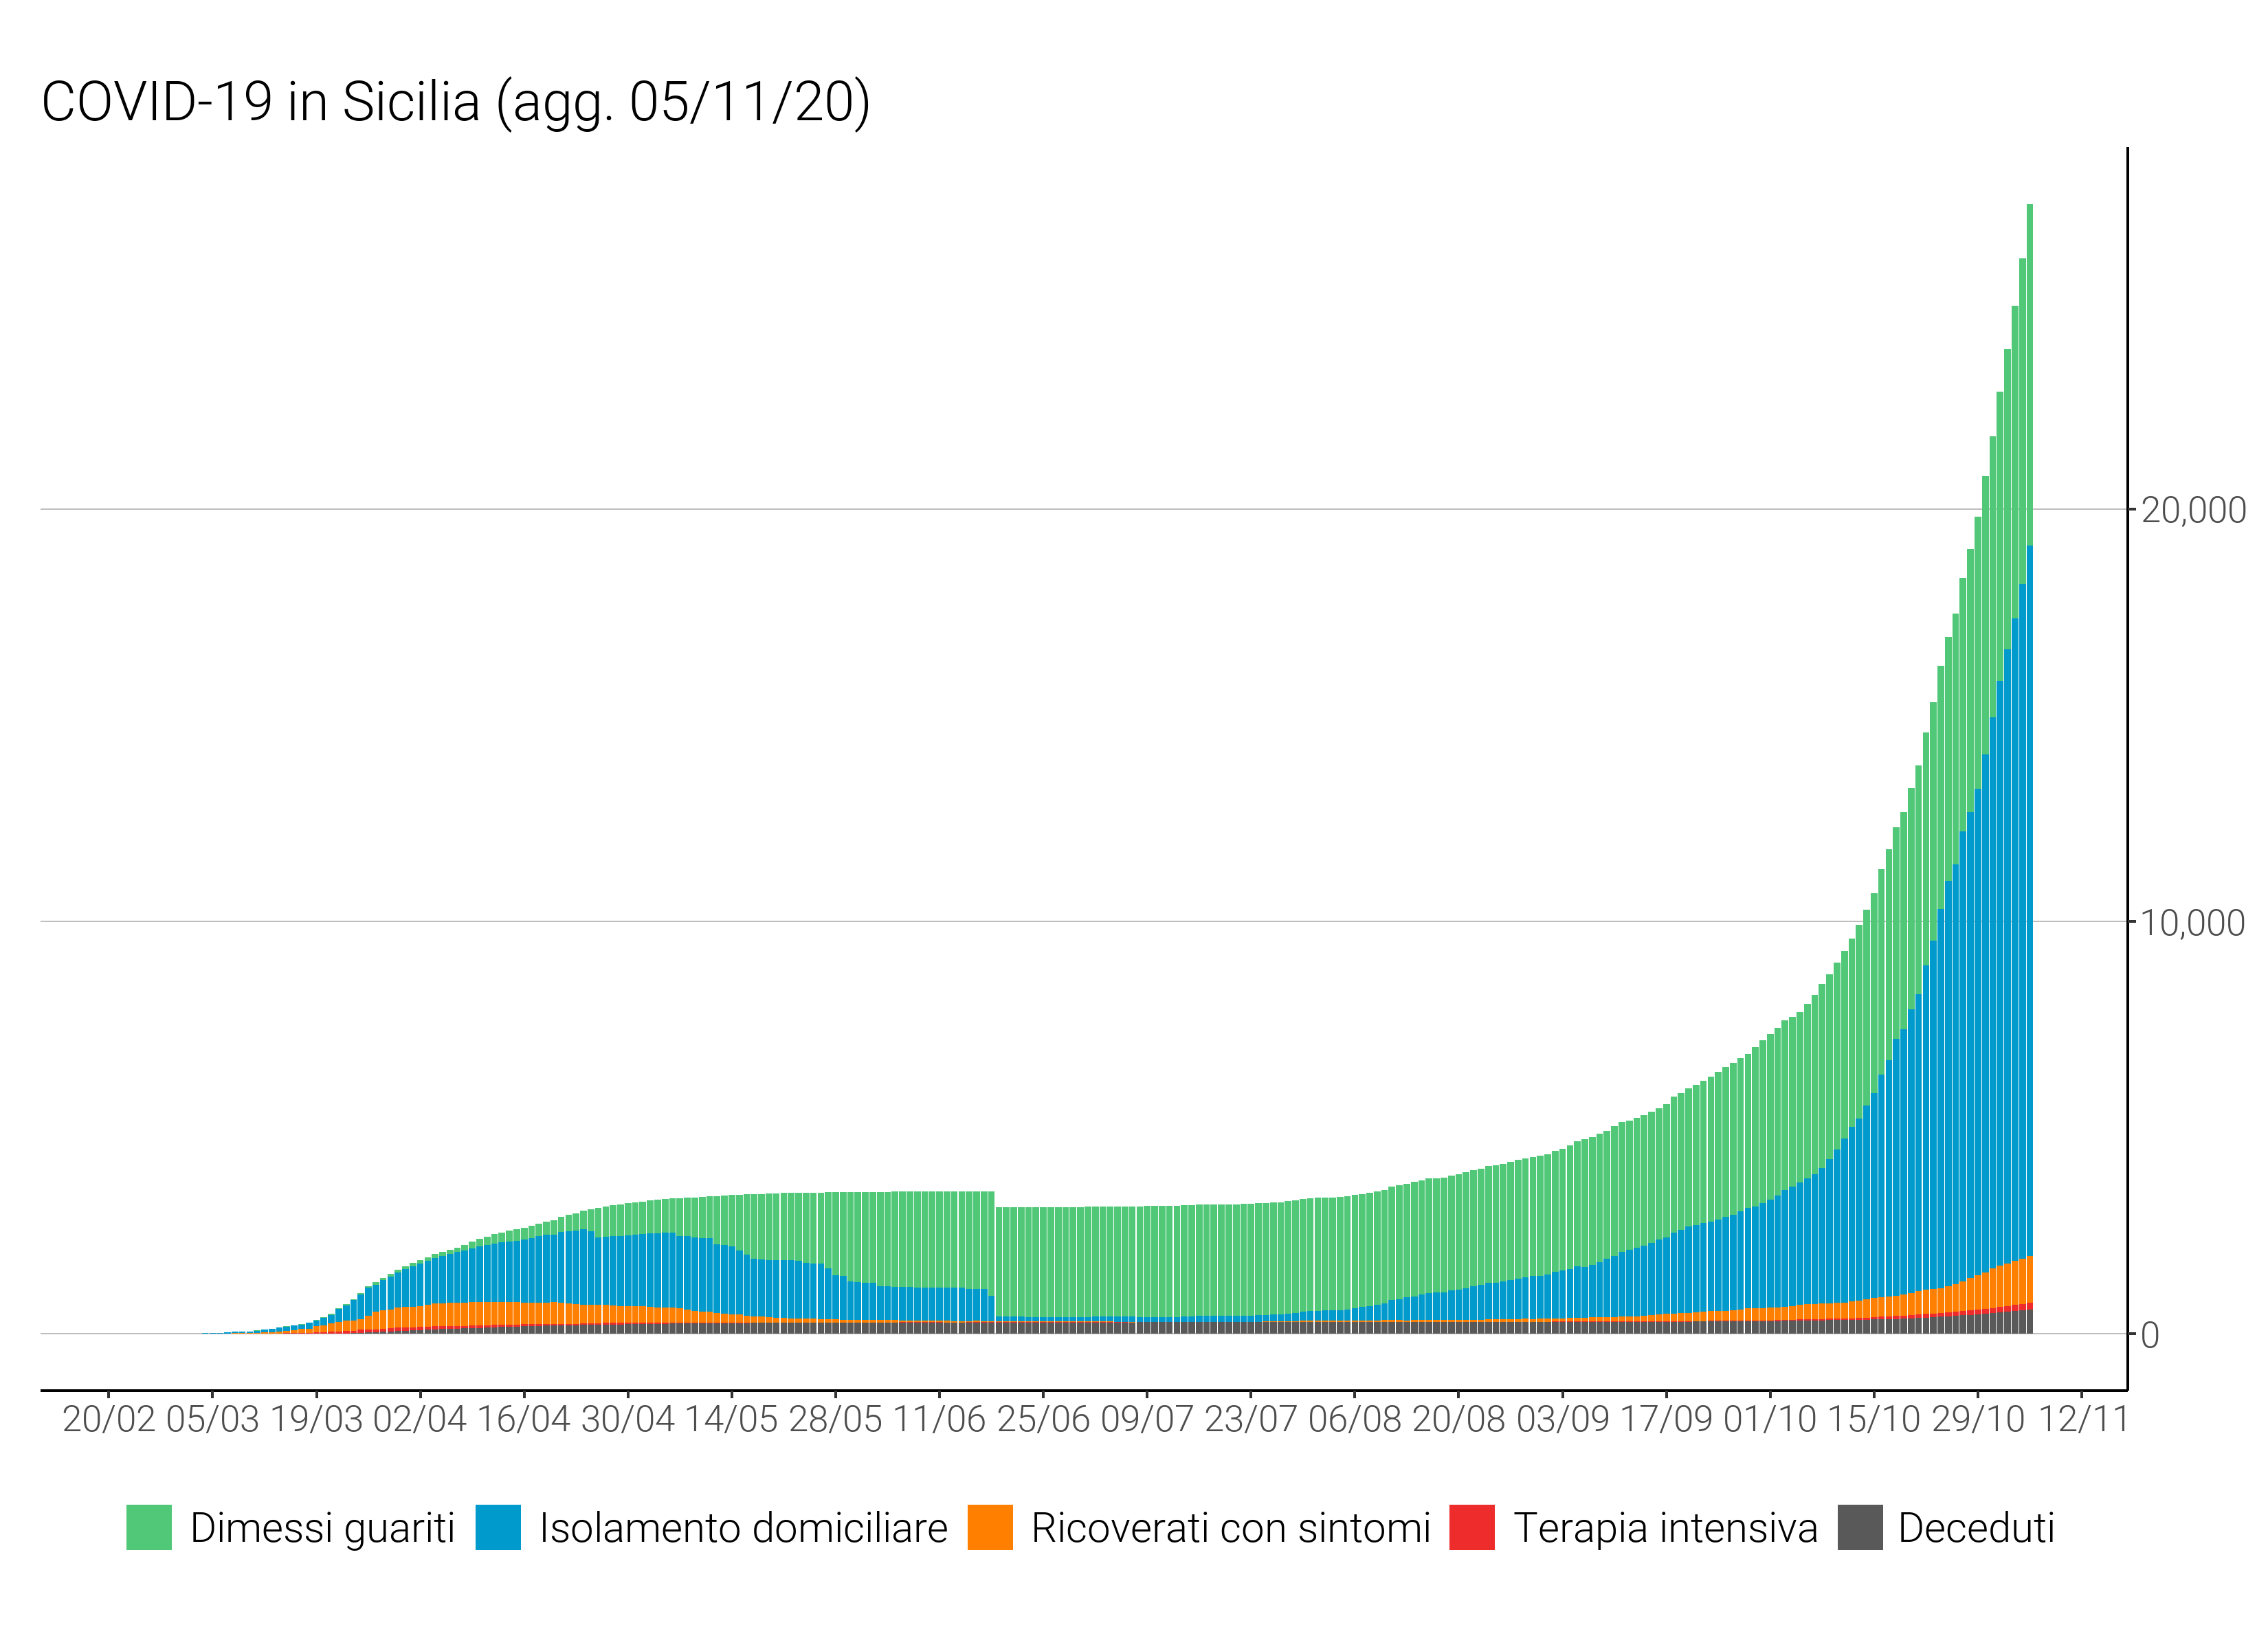 COVID-19 in Sicilia (agg. 05/11/20)
20,000
10,000
0
20/02 05/03 19/03 02/04 16/04 30/04 14/05 28/05 11/06 25/06 09/07 23/07 06/08 20/08 03/09 17/09 01/10 15/10 29/10 12/11
Dimessi guariti Isolamento domiciliare Ricoverati con sintomi Terapia intensiva Deceduti